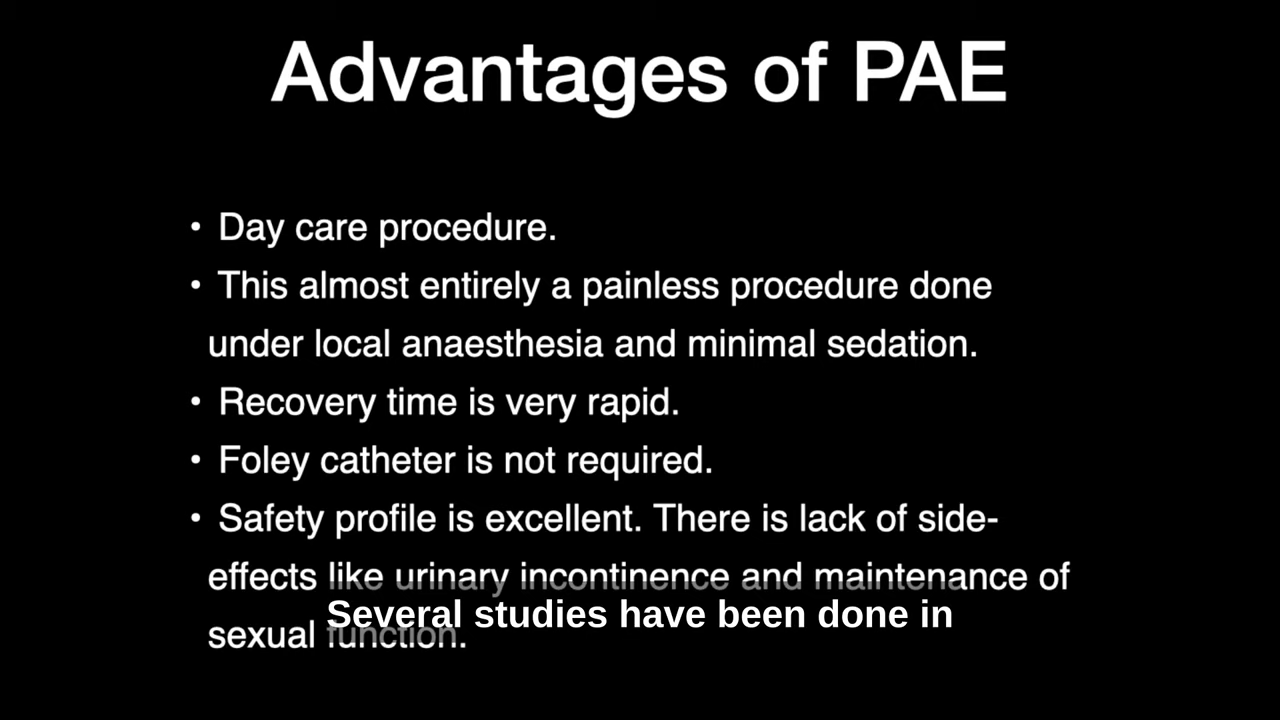 Advantages of PAE
• Day care procedure.
• This almost entirely a painless procedure done
under local anaesthesia and minimal sedation.
• Recovery time is very rapid.
• Foley catheter is not required.
• Safety profile is excellent. There is lack of side-
effects like urinary incontinence and maintenance of
Several studies have been done in
sexual function.